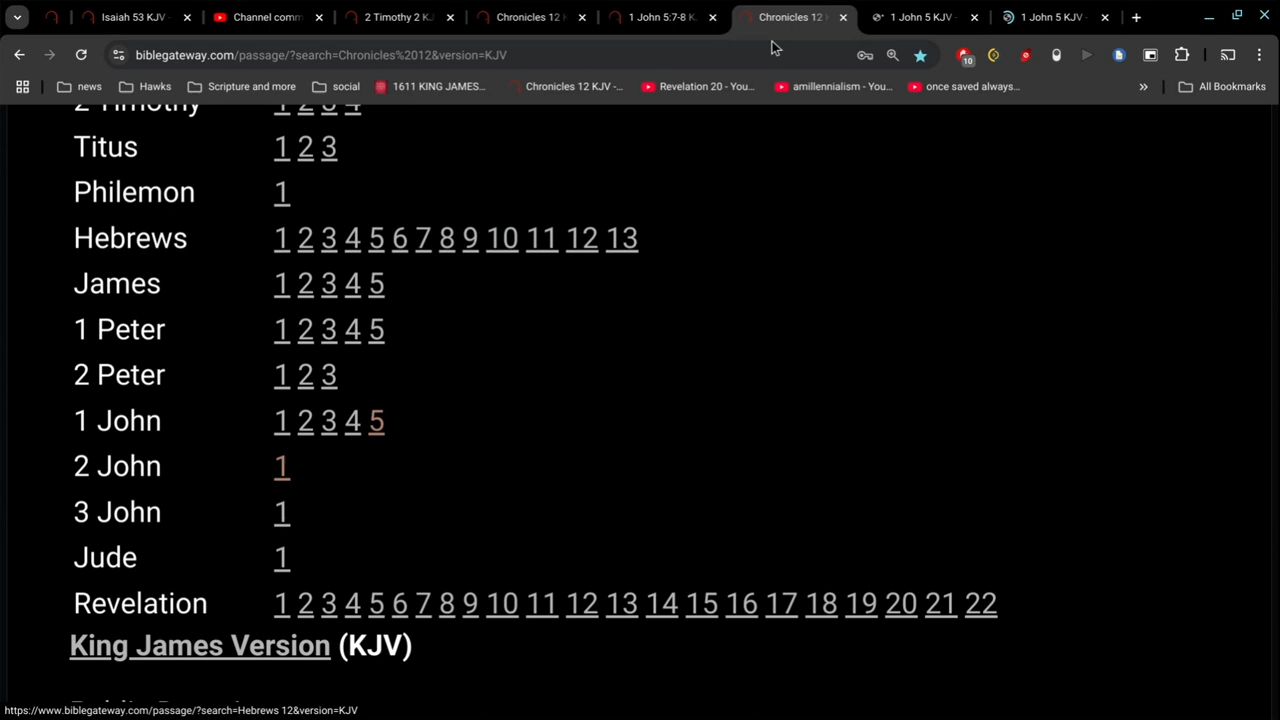 Isaiah 53 KJV -
Channel comm
2 Timothy 2 KJ
Chronicles 12
1 John 5:7-8 K
Chronicles 12
1 John 5 KJV -
1 John 5 KJV -
biblegateway.com/passage/?search=Chronicles%2012&version=KJV
10
news
Hawks
Scripture and more
social
1611 KING JAMES...
Chronicles 12 KJV -...
Revelation 20 - You...
amillennialism - You...
once saved always...
»
All Bookmarks
2 Timothy 1 2 3 4
Titus 1 2 3
Philemon 1
Hebrews 1 2 3 4 5 6 7 8 9 10 11 12 13
James 1 2 3 4 5
1 Peter 1 2 3 4 5
2 Peter 1 2 3
1 John 1 2 3 4 5
2 John 1
3 John 1
Jude 1
Revelation 1 2 3 4 5 6 7 8 9 10 11 12 13 14 15 16 17 18 19 20 21 22
King James Version (KJV)
https://www.biblegateway.com/passage/?search=Hebrews 12&version=KJV